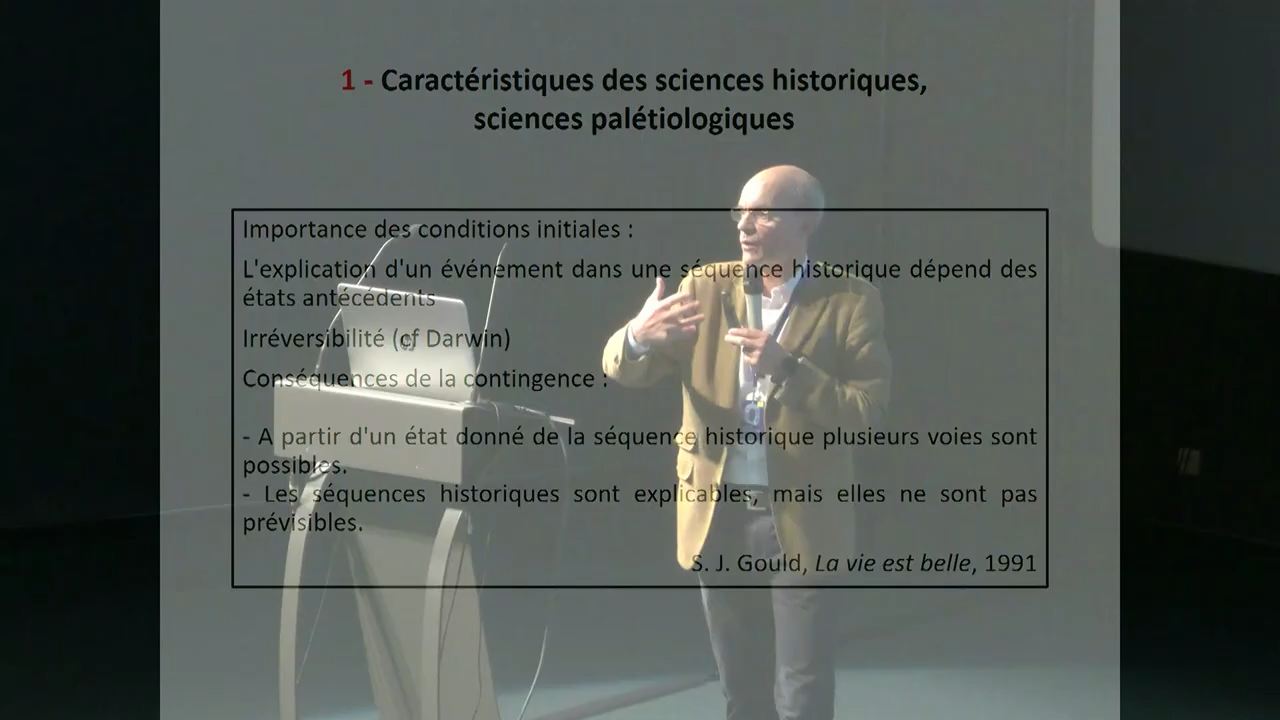 1 - Caractéristiques des sciences historiques,
sciences palétiologiques
Importance des conditions initiales :
L'explication d'un événement dans une séquence historique dépend des
états antécédents
Irréversibilité (cf Darwin)
Conséquences de la contingence :
- A partir d'un état donné de la séquence historique plusieurs voies sont
possibles.
- Les séquences historiques sont explicables, mais elles ne sont pas
prévisibles.
S. J. Gould, La vie est belle, 1991